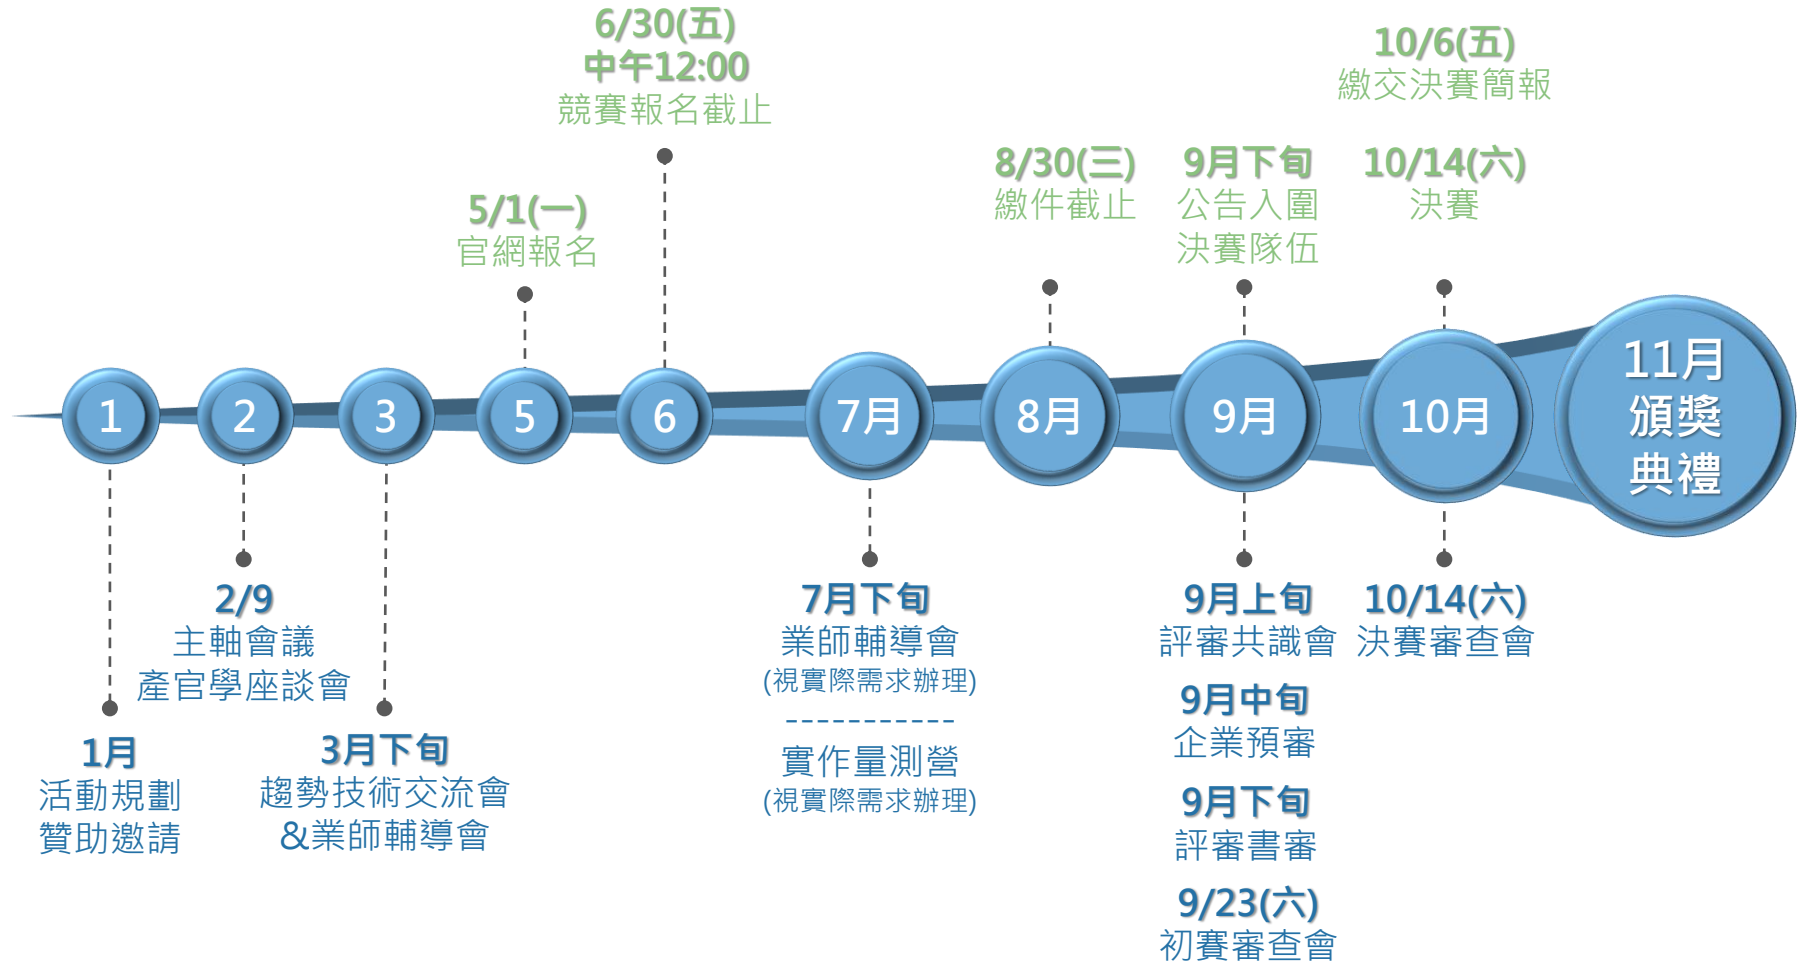 6/30(五)
中午12:00
競賽報名截止
10/6(五)
繳交決賽簡報
5/1(一)
官網報名
8/30(三)
繳件截止
9月下旬
公告入圍
決賽隊伍
10/14(六)
決賽
1
2
3
5
6
7月
8月
9月
10月
11月
頒獎
典禮
1月
活動規劃
贊助邀請
2/9
主軸會議
產官學座談會
3月下旬
趨勢技術交流會
&業師輔導會
7月下旬
業師輔導會
(視實際需求辦理)
-----------
實作量測營
(視實際需求辦理)
9月上旬
評審共識會
9月中旬
企業預審
9月下旬
評審書審
9/23(六)
初賽審查會
10/14(六)
決賽審查會